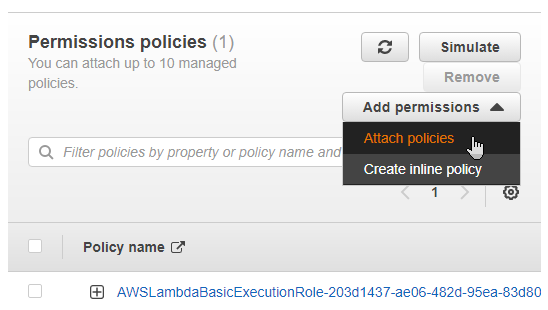 Permissions policies (1)
You can attach up to 10 managed
policies.
Simulate
Remove
Add permissions
Attach policies
Create inline policy
Filter policies by property or policy name and
1
Policy name
AWSLambdaBasicExecutionRole-203d1437-ae06-482d-95ea-83d80